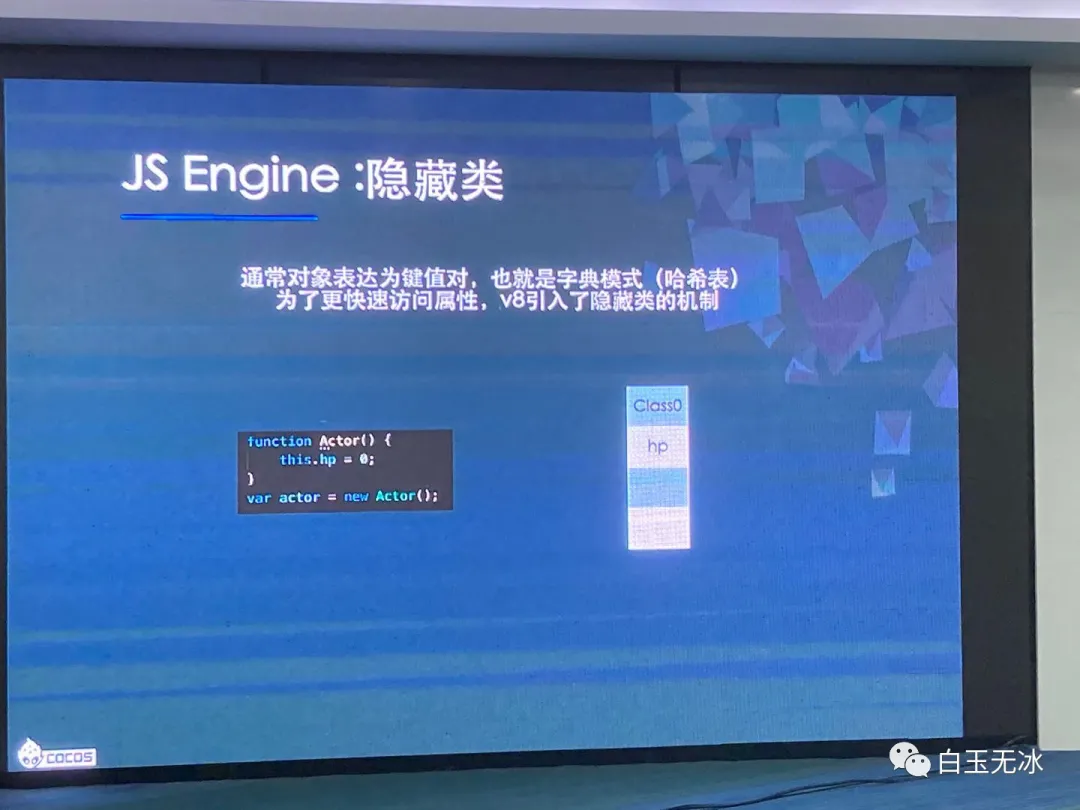 JS Engine :隐藏类
通常对象表达为键值对，也就是字典模式（哈希表）
为了更快速访问属性，v8引入了隐藏类的机制
function Actor() {
this.hp = 0;
}
var actor = new Actor();
Class0
hp
COCOS
白玉无冰